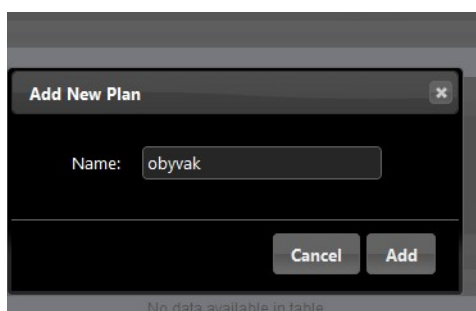 Add New Plan
Name: obyvak
Cancel Add
No data available in table